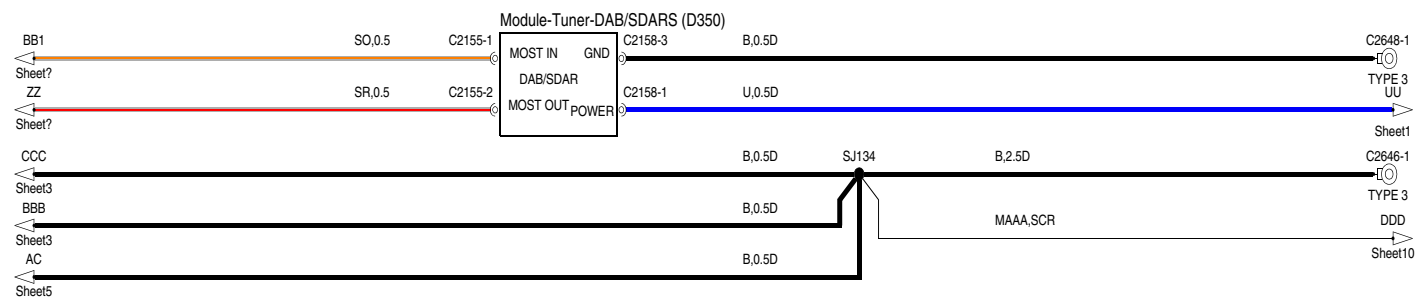 Module-Tuner-DAB/SDARS (D350)
BB1 SO,0.5 C2155-1 C2158-3 B,0.5D C2648-1
MOST IN GND
Sheet? DAB/SDAR TYPE 3
ZZ SR,0.5 C2155-2 C2158-1 U,0.5D UU
MOST OUT POWER
Sheet? Sheet1
CCC B,0.5D SJ134 B,2.5D C2646-1
Sheet3 TYPE 3
BBB B,0.5D MAAA,SCR DDD
Sheet3 Sheet10
AC B,0.5D
Sheet5